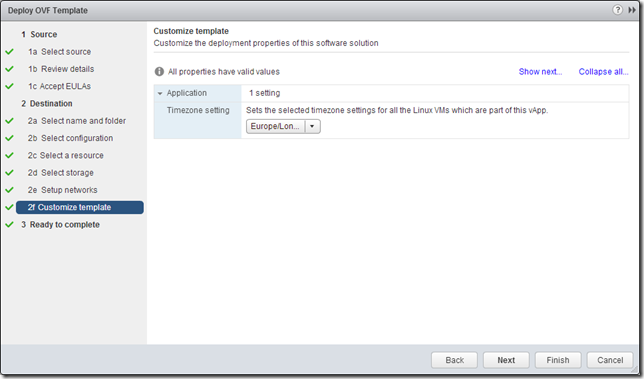 Deploy OVF Template
?
1 Source
1a Select source
1b Review details
1c Accept EULAs
2 Destination
2a Select name and folder
2b Select configuration
2c Select a resource
2d Select storage
2e Setup networks
2f Customize template
3 Ready to complete
Customize template
Customize the deployment properties of this software solution
All properties have valid values
Show next...
Collapse all...
Application 1 setting
Timezone setting Sets the selected timezone settings for all the Linux VMs which are part of this vApp.
Europe/Lon...
Back Next Finish Cancel